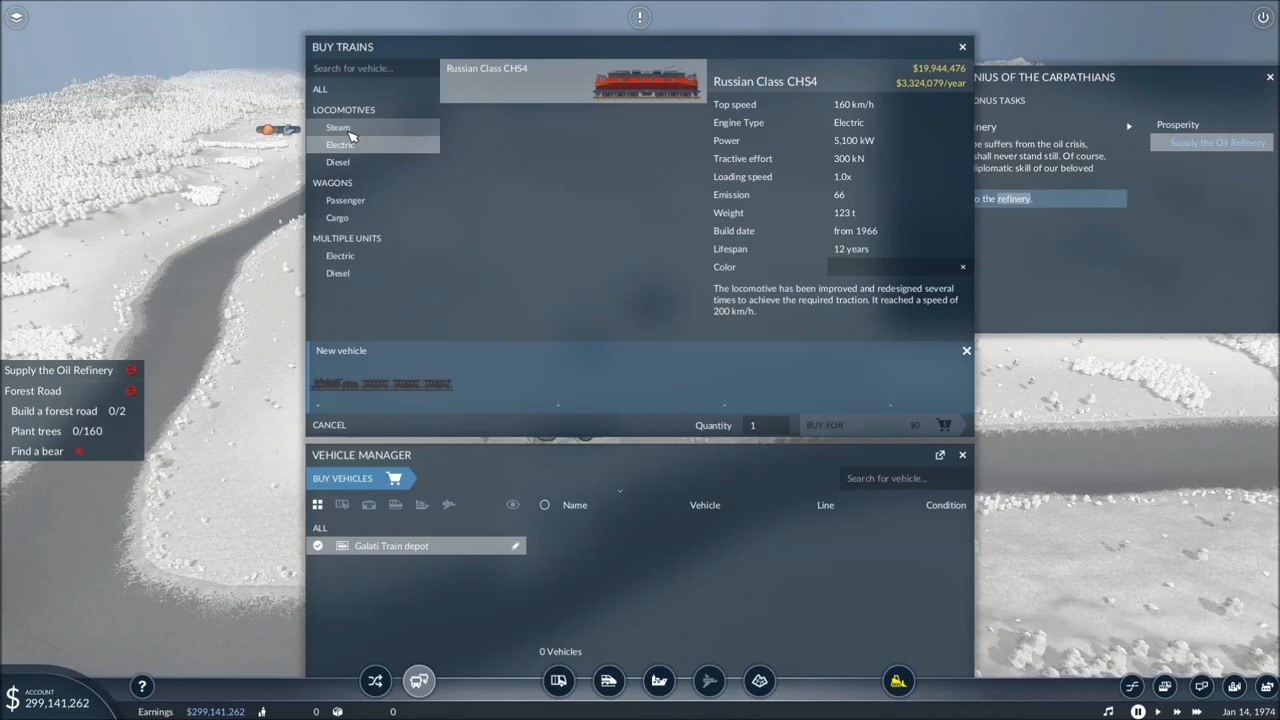 BUY TRAINS
Search for vehicle...
ALL
LOCOMOTIVES
Steam
Electric
Diesel
WAGONS
Passenger
Cargo
MULTIPLE UNITS
Electric
Diesel
Russian Class CHS4
Russian Class CHS4
$19,944,476
$3,324,079/year
Top speed 160 km/h
Engine Type Electric
Power 5,100 kW
Tractive effort 300 kN
Loading speed 1.0x
Emission 66
Weight 123 t
Build date from 1966
Lifespan 12 years
Color
The locomotive has been improved and redesigned several
times to achieve the required traction. It reached a speed of
200 km/h.
NIUS OF THE CARPATHIANS
ONUS TASKS
nery
e suffers from the oil crisis,
shall never stand still. Of course,
iplomatic skill of our beloved
o the refinery.
Prosperity
Supply the Oil Refinery
New vehicle
- - - -
CANCEL
Quantity 1
BUY FOR $0
Supply the Oil Refinery
Forest Road
Build a forest road 0/2
Plant trees 0/160
Find a bear
VEHICLE MANAGER
BUY VEHICLES
Search for vehicle...
Name Vehicle Line Condition
ALL
Galati Train depot
0 Vehicles
$ ACCOUNT
299,141,262
?
Earnings $299,141,262 0 0
Jan 14, 1974